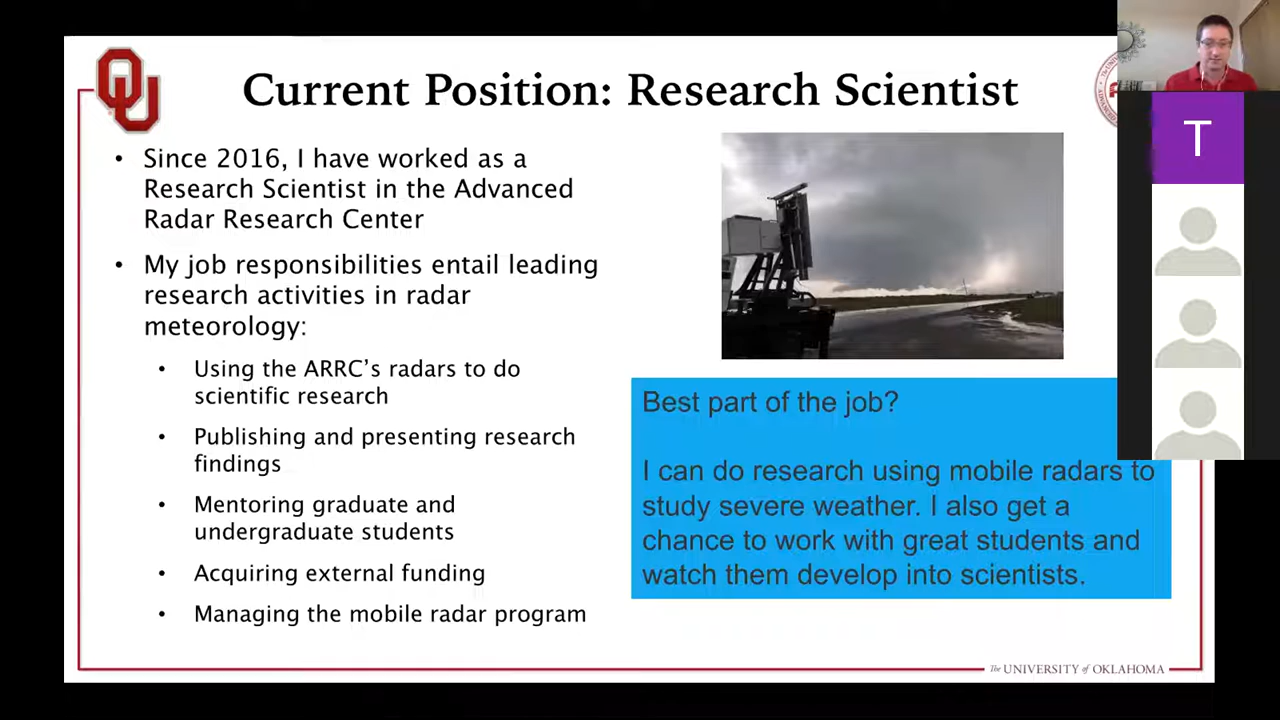 OU
Current Position: Research Scientist
• Since 2016, I have worked as a
Research Scientist in the Advanced
Radar Research Center
• My job responsibilities entail leading
research activities in radar
meteorology:
• Using the ARRC’s radars to do
scientific research
• Publishing and presenting research
findings
• Mentoring graduate and
undergraduate students
• Acquiring external funding
• Managing the mobile radar program
Best part of the job?
I can do research using mobile radars to
study severe weather. I also get a
chance to work with great students and
watch them develop into scientists.
T
The UNIVERSITY of OKLAHOMA